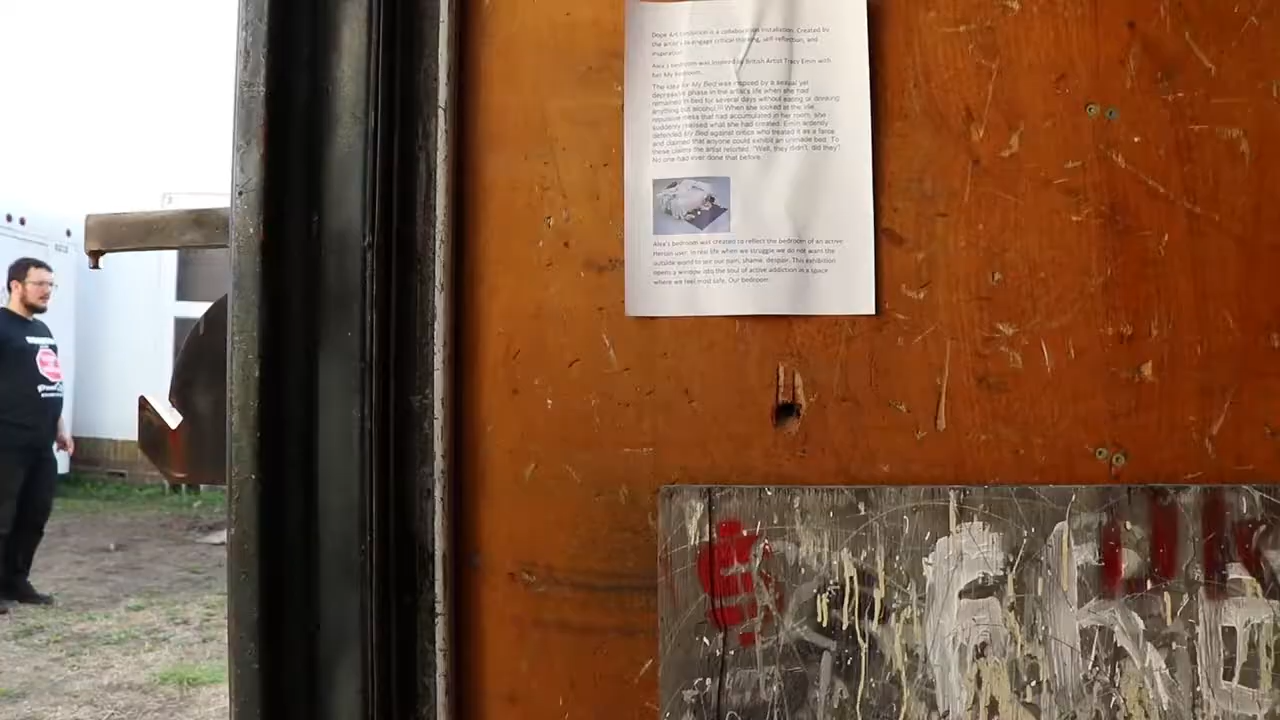 Dope Art Exhibition is a collaborative installation. Created by
the artist's to engage critical thinking, self-reflection, and
inspiration.
Alex's bedroom was inspired by British Artist Tracy Emin with
her My Bedroom.
The idea for My Bed was inspired by a sexual yet
depressive phase in the artist's life when she had
remained in bed for several days without eating or drinking
anything but alcohol. When she looked at the vile,
repulsive mess that had accumulated in her room, she
suddenly realised what she had created. Emin ardently
defended My Bed against critics who treated it as a farce
and claimed that anyone could exhibit an unmade bed. To
these claims the artist retorted, "Well, they didn't, did they?
No one had ever done that before.
Alex's bedroom was created to reflect the bedroom of an active
Heroin user. In real life when we struggle we do not want the
outside world to see our pain, shame, despair. This exhibition
opens a window into the soul of active addiction in a space
where we feel most safe. Our bedroom.